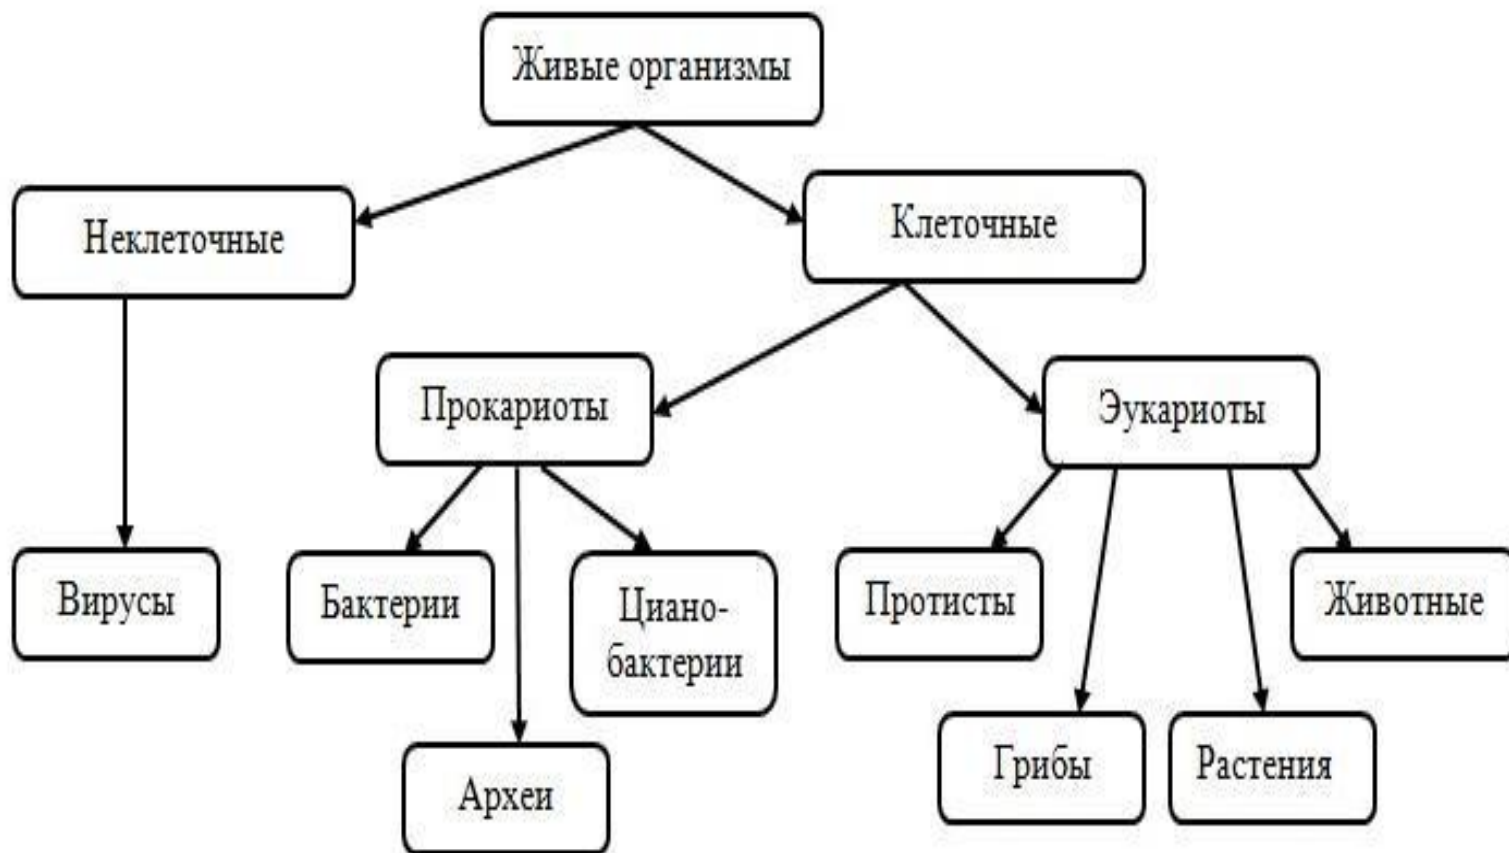 Живые организмы
Неклеточные
Клеточные
Прокариоты
Эукариоты
Вирусы
Бактерии
Циано-
бактерии
Протисты
Животные
Археи
Грибы
Растения